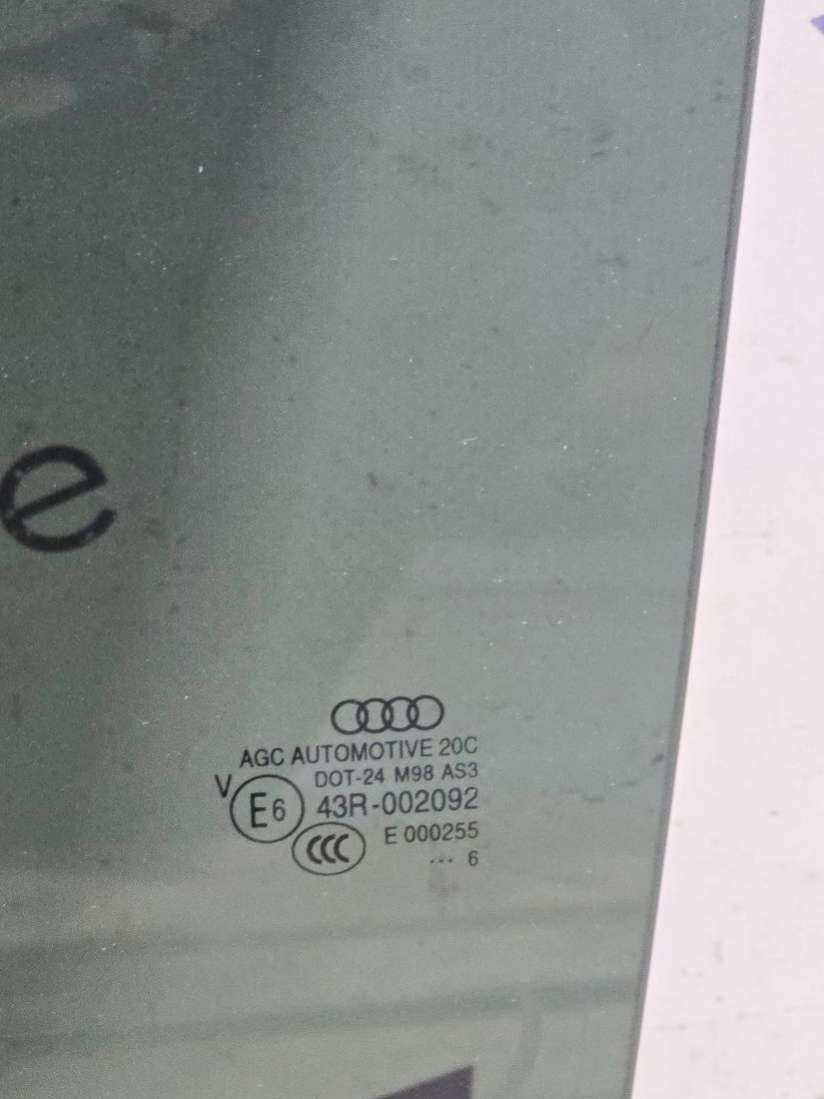 e
AGC AUTOMOTIVE 20C
DOT-24 M98 AS3
V
E6 43R-002092
CCC E 000255
... 6